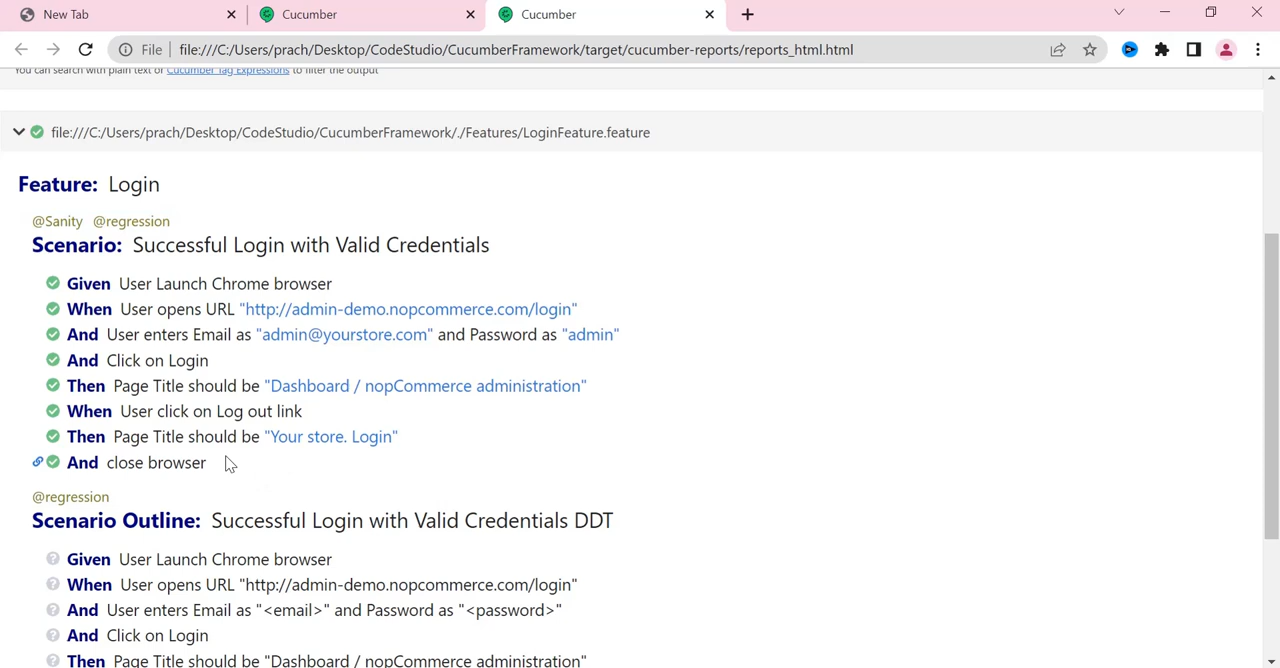 New Tab
Cucumber
Cucumber
File file:///C:/Users/prach/Desktop/CodeStudio/CucumberFramework/target/cucumber-reports/reports_html.html
You can search with plain text or Cucumber Tag Expressions to filter the output
file:///C:/Users/prach/Desktop/CodeStudio/CucumberFramework/./Features/LoginFeature.feature
Feature: Login
@Sanity @regression
Scenario: Successful Login with Valid Credentials
Given User Launch Chrome browser
When User opens URL "http://admin-demo.nopcommerce.com/login"
And User enters Email as "admin@yourstore.com" and Password as "admin"
And Click on Login
Then Page Title should be "Dashboard / nopCommerce administration"
When User click on Log out link
Then Page Title should be "Your store. Login"
And close browser
@regression
Scenario Outline: Successful Login with Valid Credentials DDT
Given User Launch Chrome browser
When User opens URL "http://admin-demo.nopcommerce.com/login"
And User enters Email as "<email>" and Password as "<password>"
And Click on Login
Then Page Title should be "Dashboard / nopCommerce administration"